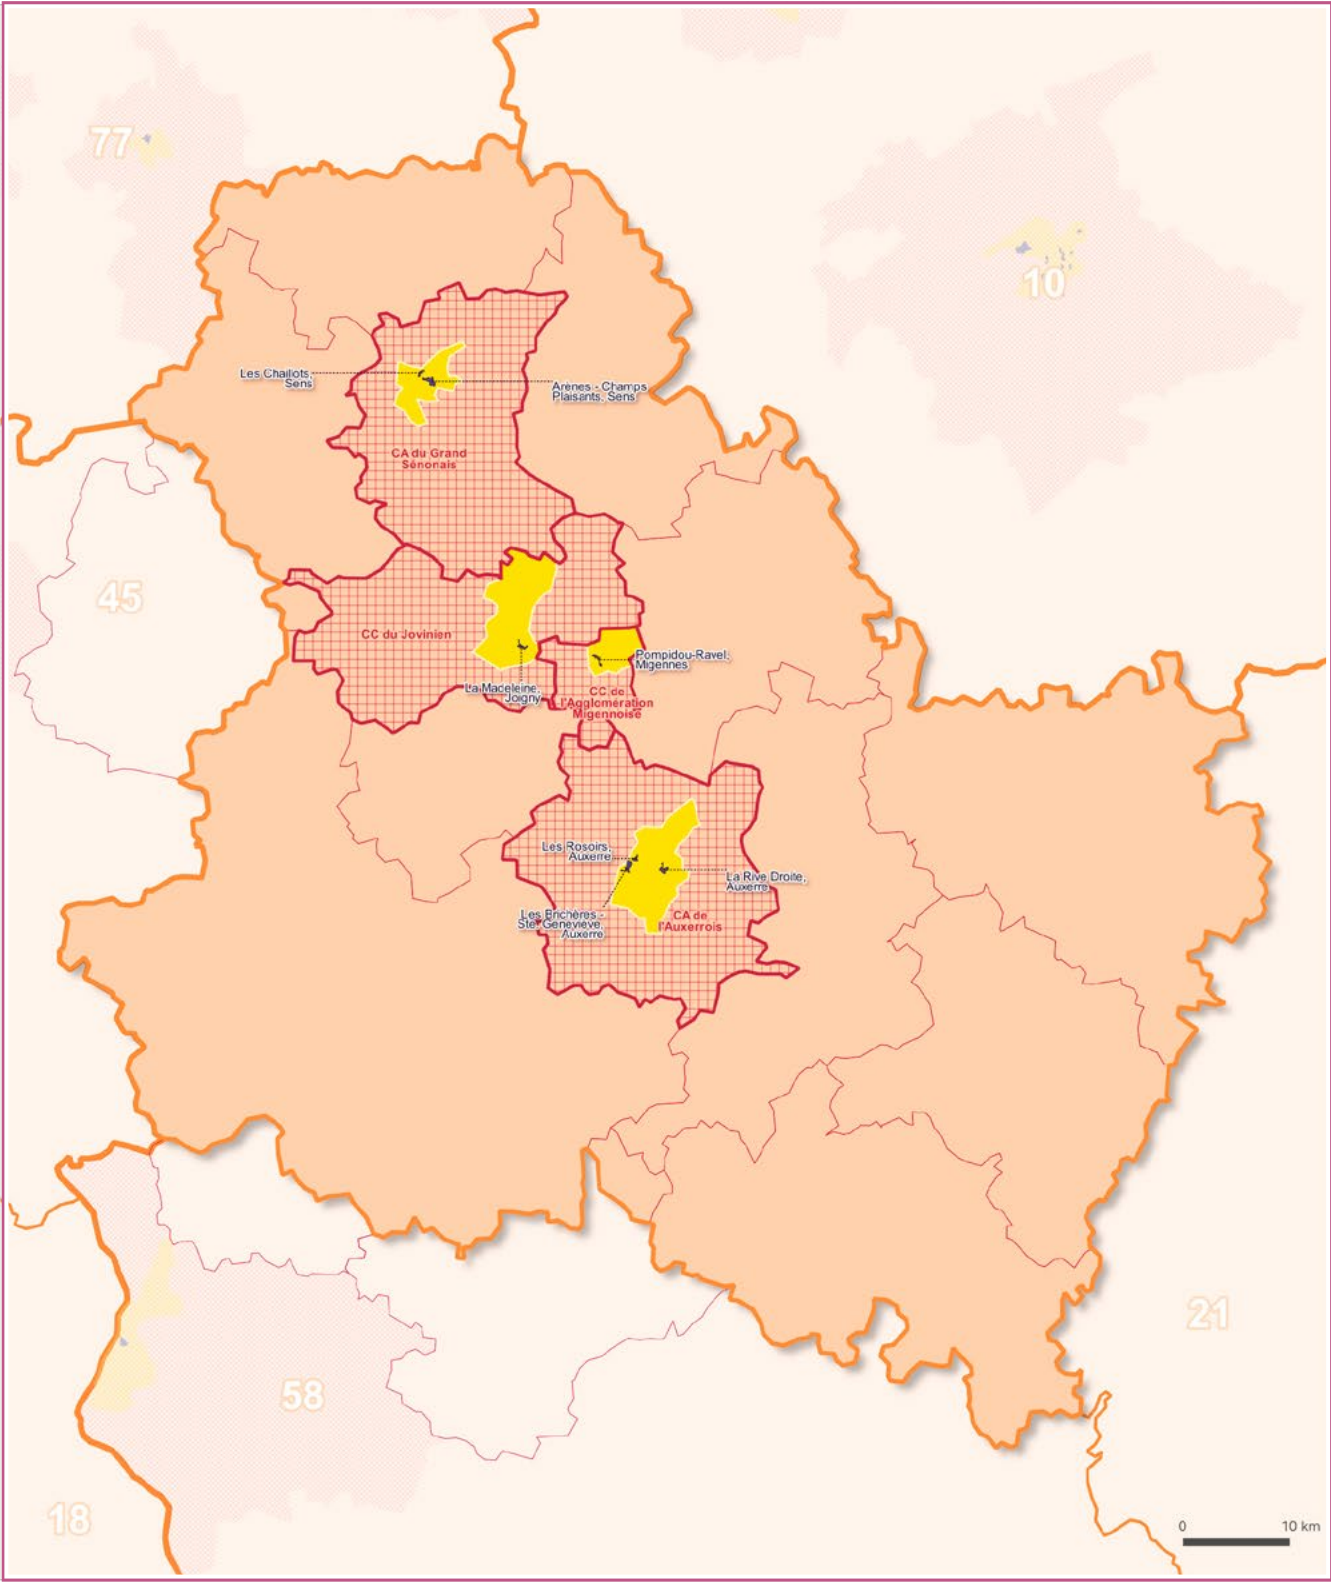 77
10
Les Chaillots,
Sens
Arènes - Champs
Plaisants, Sens
CA du Grand
Sénonais
45
CC du Jovinien
Pompidou-Ravel,
Migennes
La Madeleine,
Joigny
CC de
l'Agglomération
Migennoise
Les Rosoirs,
Auxerre
La Rive Droite,
Auxerre
Les Brichères -
Ste. Geneviève,
Auxerre
CA de
l'Auxerrois
21
58
18
0 10 km